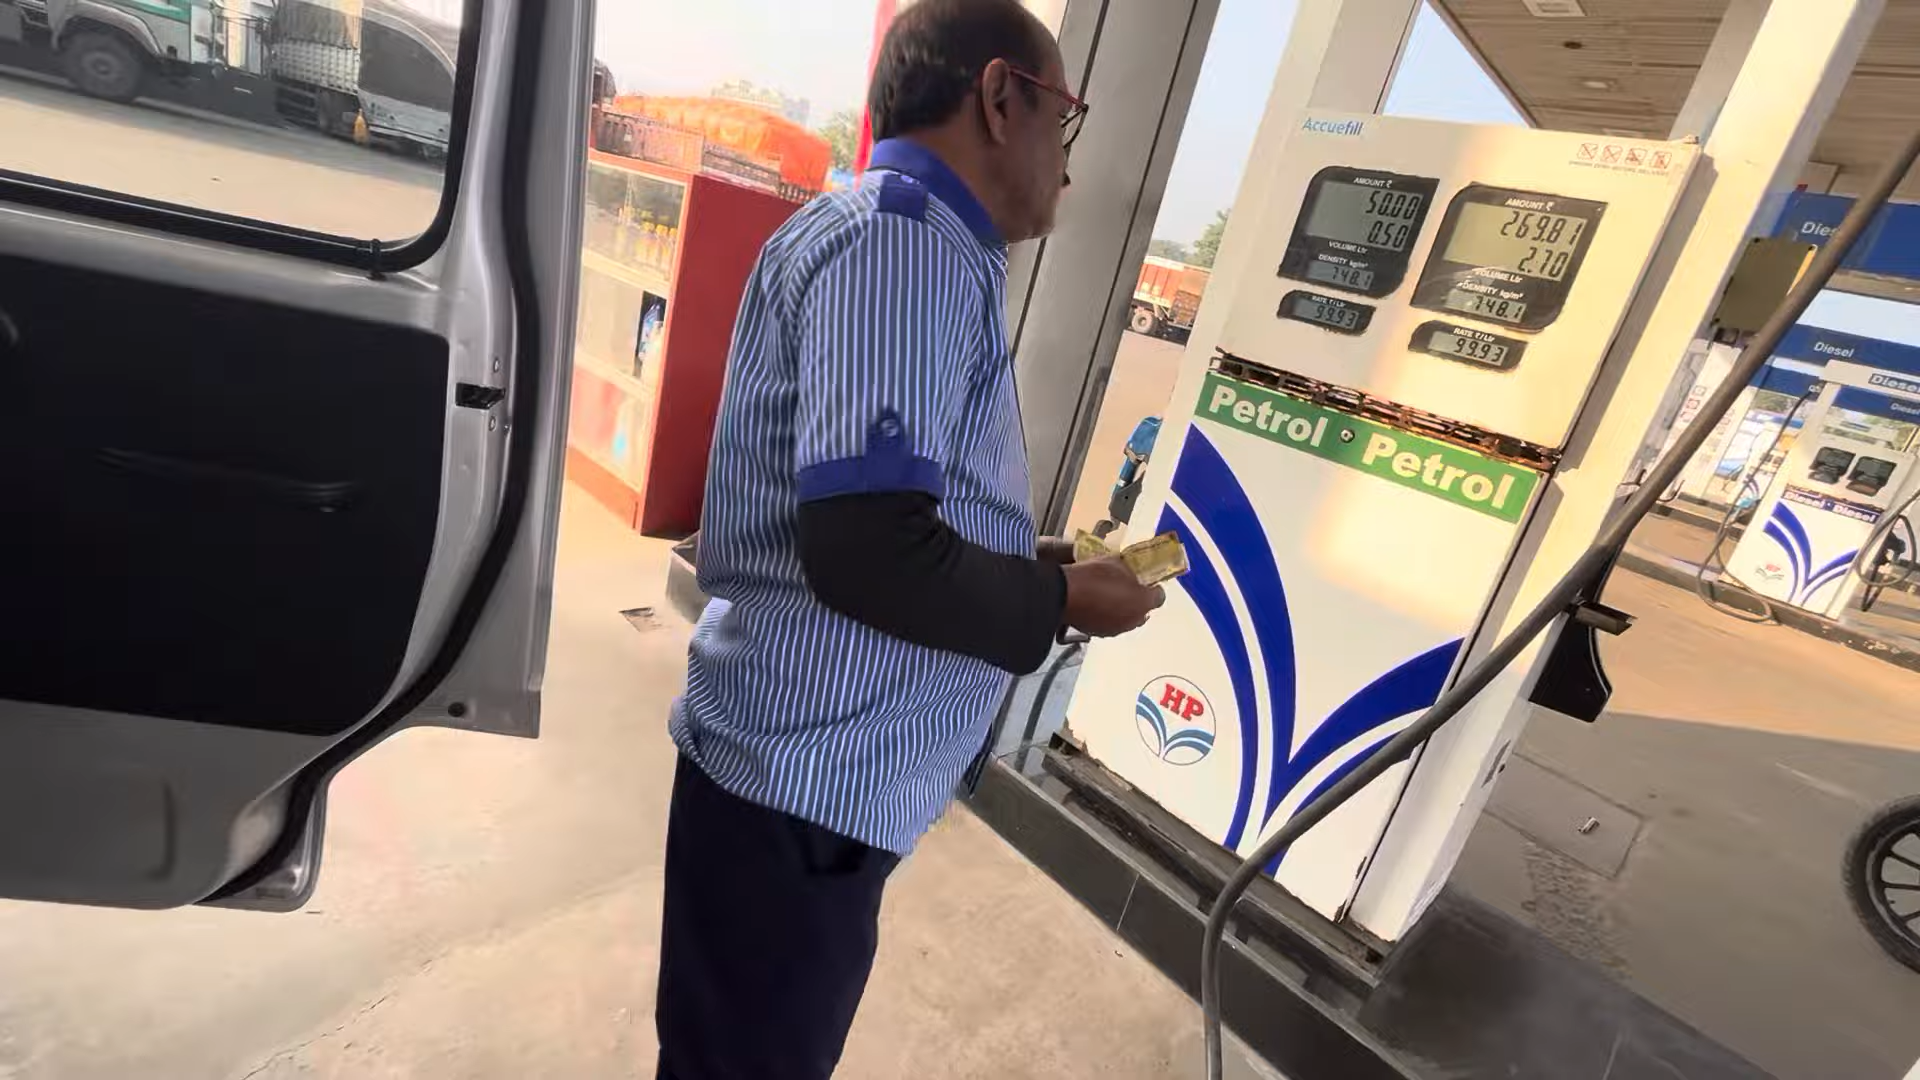 Accuefill
AMOUNT ₹
50.00
0.50
VOLUME Ltr
DENSITY kg/m³
748.1
RATE ₹/Ltr
99.93
AMOUNT ₹
269.81
2.70
VOLUME Ltr
DENSITY kg/m³
748.1
RATE ₹/Ltr
99.93
Petrol • Petrol
HP
Diesel
Diesel
Diesel • Diesel
HP